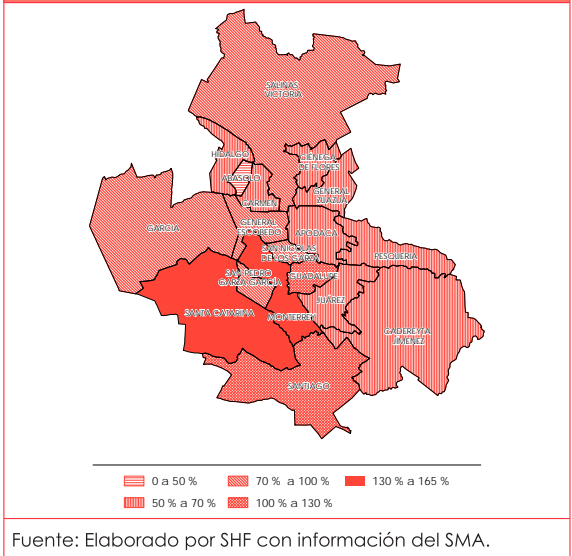 SALINAS
VICTORIA
HIDALGO
CIENEGA
DE FLORES
ABASOLO
GENERAL
ZUAZUA
CARMEN
GARCIA
GENERAL
ESCOBEDO
APODACA
SAN NICOLAS
DE LOS GARZA
PESQUERIA
SAN PEDRO
GARZA GARCIA
GUADALUPE
JUAREZ
SANTA CATARINA
MONTERREY
CADEREYTA
JIMENEZ
SANTIAGO
0 a 50 %
70 % a 100 %
130 % a 165 %
50 % a 70 %
100 % a 130 %
Fuente: Elaborado por SHF con información del SMA.